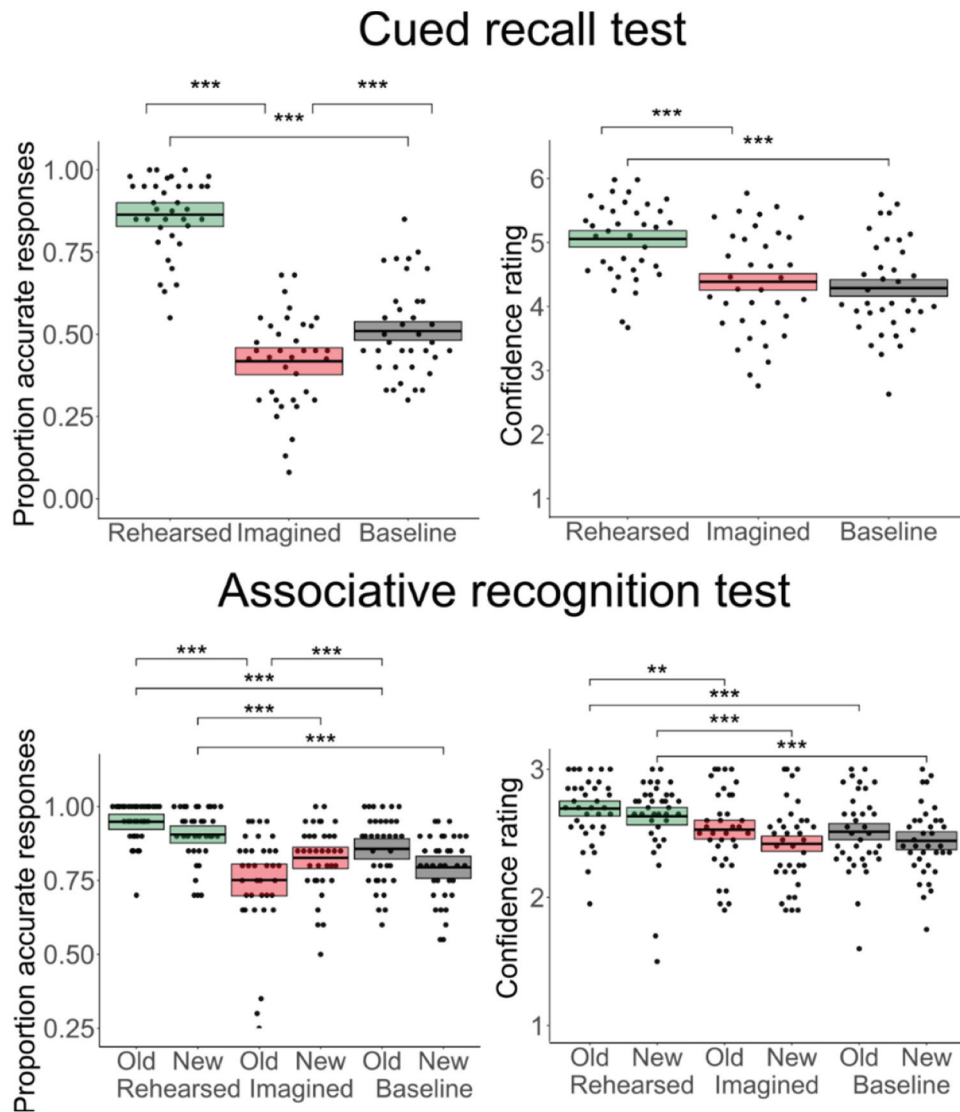 Cued recall test
***
***
***
Proportion accurate responses
1.00
0.75
0.50
0.25
0.00
Rehearsed Imagined Baseline
***
***
Confidence rating
6
5
4
3
2
1
Rehearsed Imagined Baseline
Associative recognition test
***
***
***
***
***
Proportion accurate responses
1.00
0.75
0.50
0.25
Old New Old New Old New
Rehearsed Imagined Baseline
**
***
***
***
Confidence rating
3
2
1
Old New Old New Old New
Rehearsed Imagined Baseline